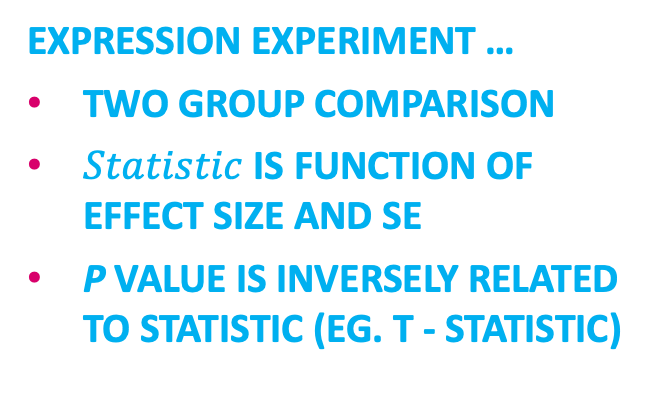 EXPRESSION EXPERIMENT ...
• TWO GROUP COMPARISON
• Statistic IS FUNCTION OF
EFFECT SIZE AND SE
• P VALUE IS INVERSELY RELATED
TO STATISTIC (EG. T - STATISTIC)